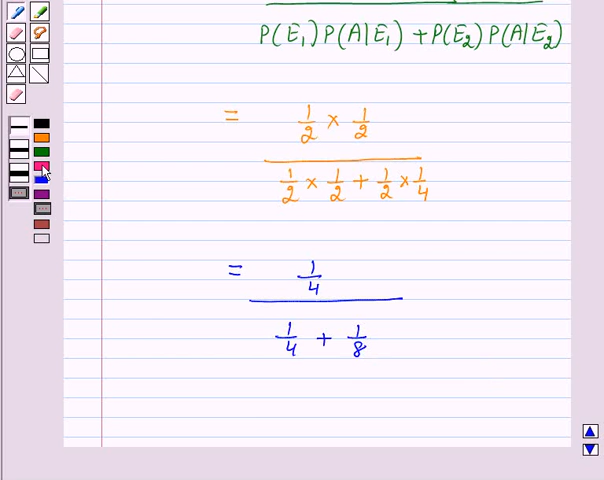 P(E₁) P(A|E₁) + P(E₂) P(A|E₂)
= 1/2 × 1/2
1/2 × 1/2 + 1/2 × 1/4
= 1/4
1/4 + 1/8